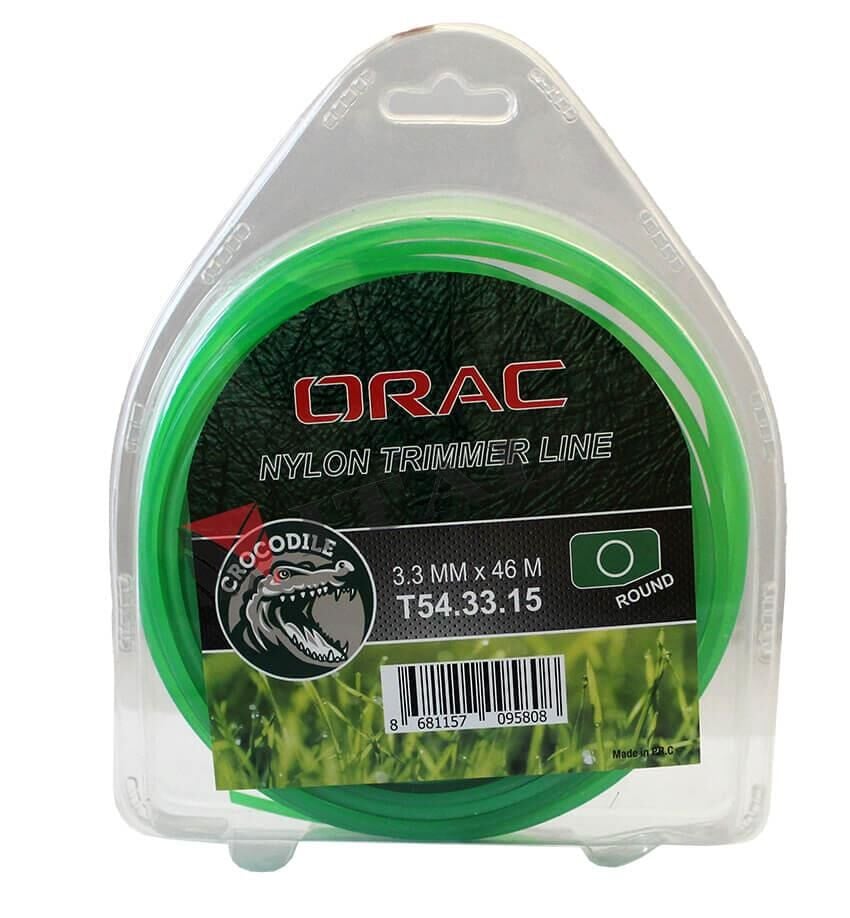 ORAC
NYLON TRIMMER LINE
CROCODILE
3.3 MM x 46 M
T54.33.15
ROUND
8 681157 095808
Made in P.R.C